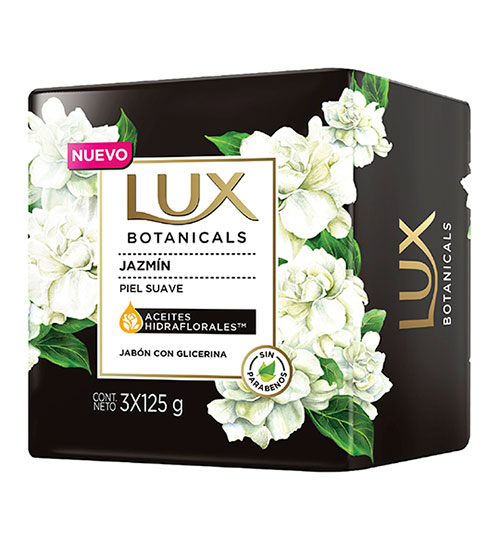 NUEVO
LUX
BOTANICALS
JAZMÍN
PIEL SUAVE
ACEITES
HIDRAFLORALES™
JABÓN CON GLICERINA
SIN
PARABENOS
CONT.
NETO 3X125 g
LUX
BOTANICALS